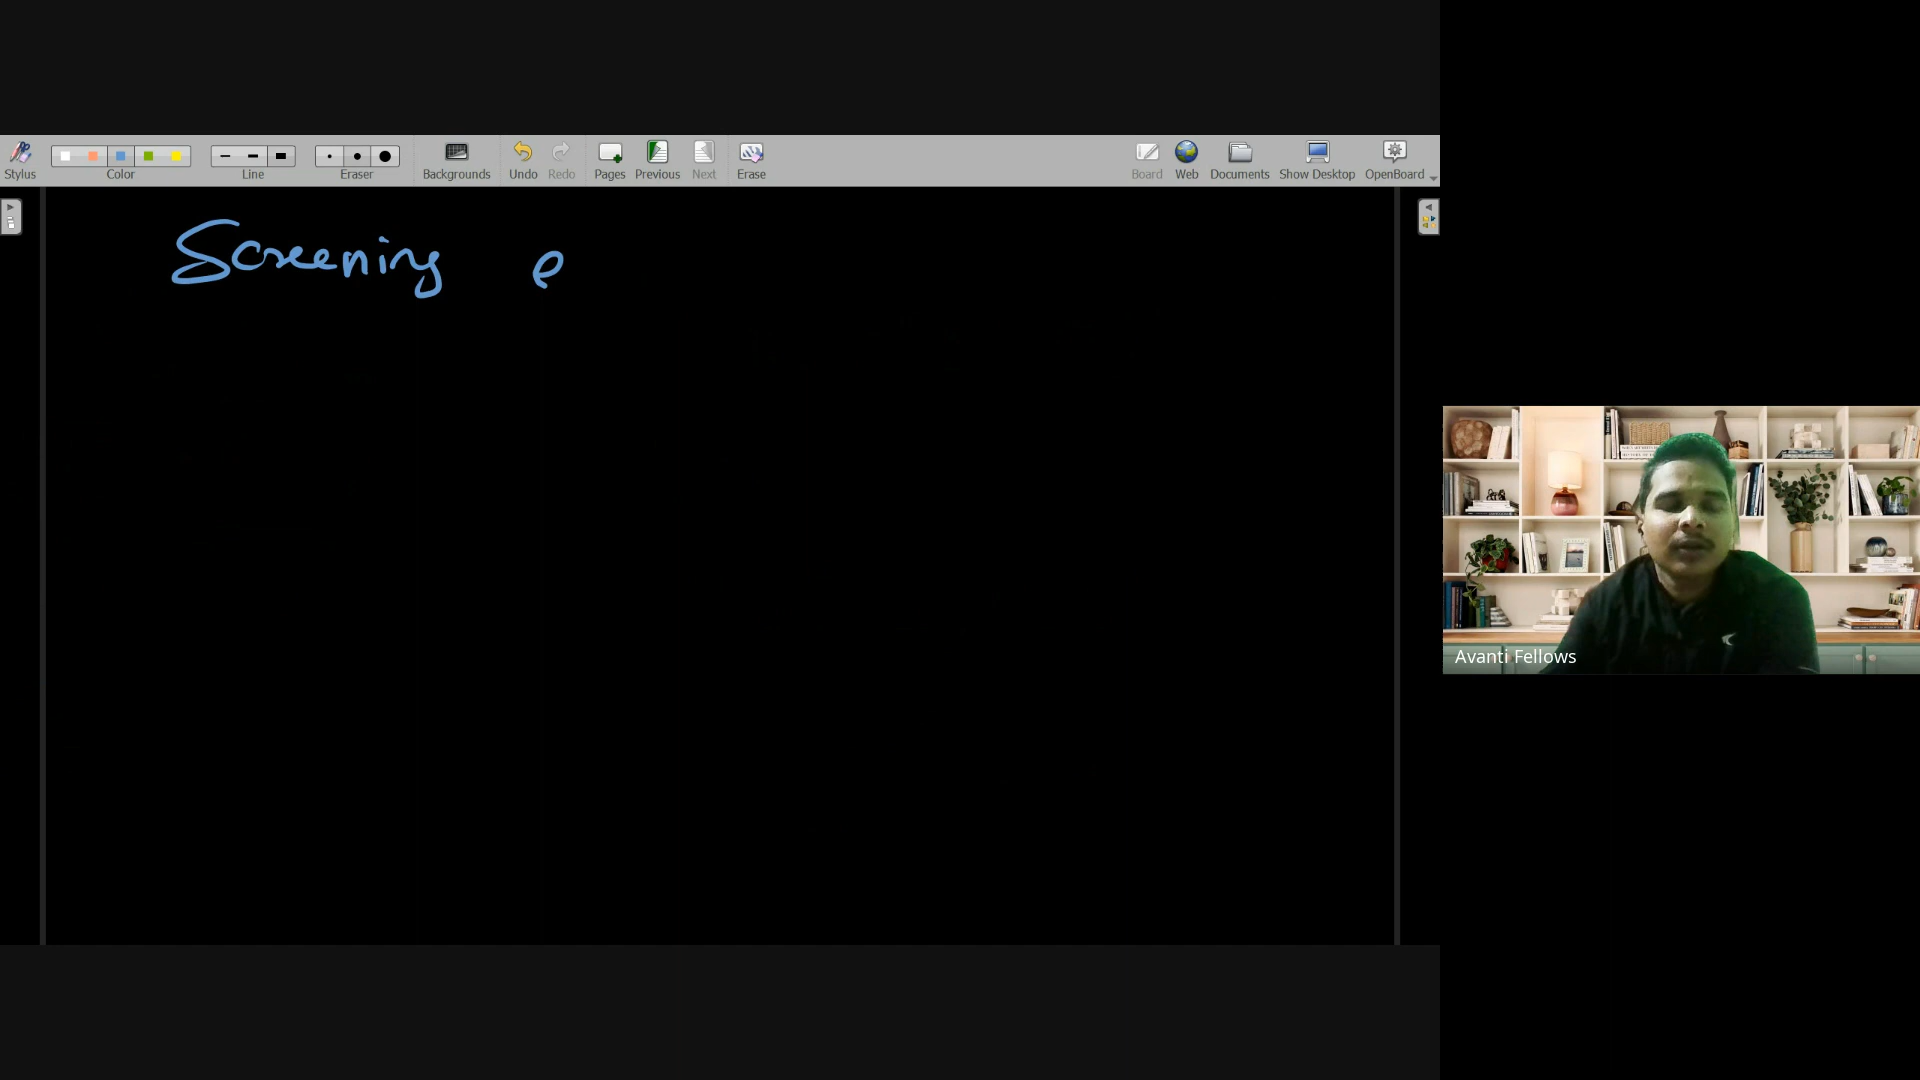 Stylus
Color
Line
Eraser
Backgrounds
Undo
Redo
Pages
Previous
Next
Erase
Board
Web
Documents
Show Desktop
OpenBoard
Screening e
Avanti Fellows